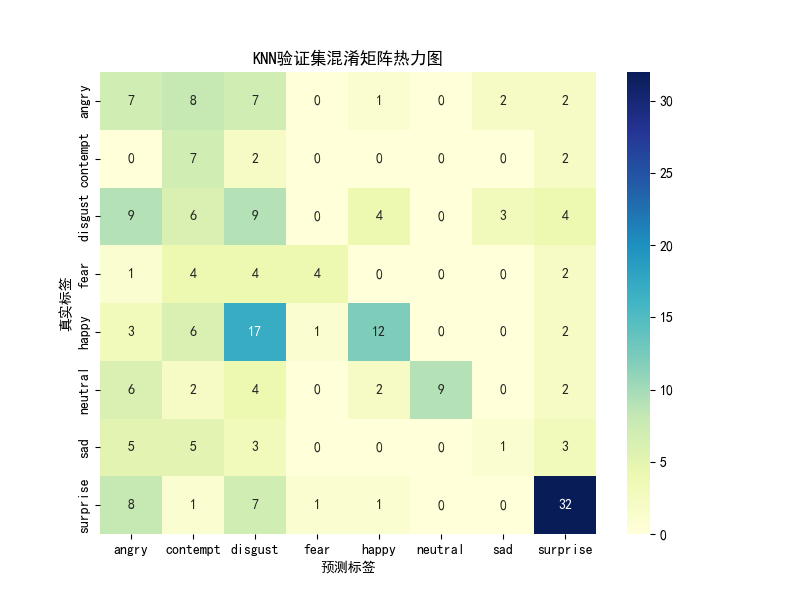 KNN验证集混淆矩阵热力图
真实标签
angry 7 8 7 0 1 0 2 2
contempt 0 7 2 0 0 0 0 2
disgust 9 6 9 0 4 0 3 4
fear 1 4 4 4 0 0 0 2
happy 3 6 17 1 12 0 0 2
neutral 6 2 4 0 2 9 0 2
sad 5 5 3 0 0 0 1 3
surprise 8 1 7 1 1 0 0 32
angry contempt disgust fear happy neutral sad surprise
预测标签
30
25
20
15
10
5
0